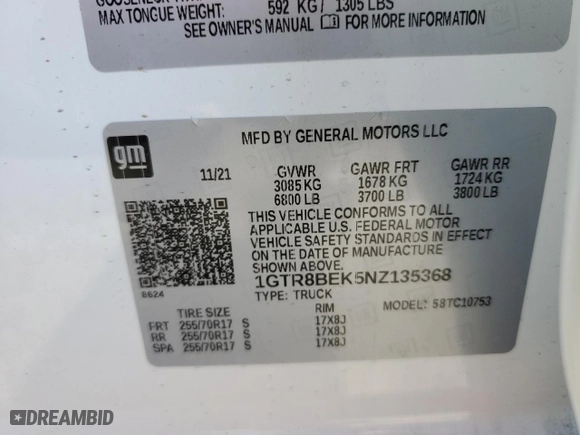 MAX TONGUE WEIGHT: 592 KG / 1305 LBS
SEE OWNER'S MANUAL FOR MORE INFORMATION
MFD BY GENERAL MOTORS LLC
gm
11/21 GVWR GAWR FRT GAWR RR
3085 KG 1678 KG 1724 KG
6800 LB 3700 LB 3800 LB
THIS VEHICLE CONFORMS TO ALL
APPLICABLE U.S. FEDERAL MOTOR
VEHICLE SAFETY STANDARDS IN EFFECT
ON THE DATE OF MANUFACTURE
SHOWN ABOVE.
1GTR8BEK5NZ135368
8624
TYPE: TRUCK MODEL: 58TC10753
TIRE SIZE RIM
FRT 255/70R17 S 17X8J
RR 255/70R17 S 17X8J
SPA 255/70R17 S 17X8J
DREAMBID